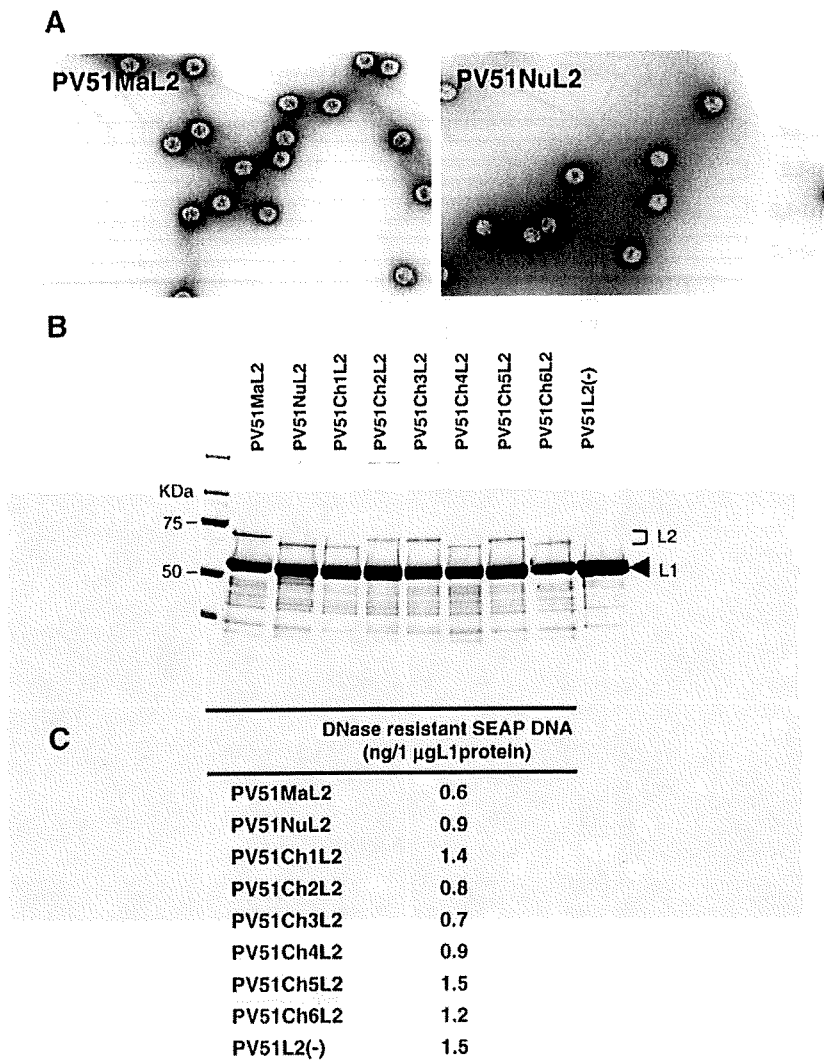 A
PV51MaL2
PV51NuL2
B
PV51MaL2
PV51NuL2
PV51Ch1L2
PV51Ch2L2
PV51Ch3L2
PV51Ch4L2
PV51Ch5L2
PV51Ch6L2
PV51L2(-)
KDa
75
50
L2
L1
C
DNase resistant SEAP DNA
(ng/1 μgL1protein)
PV51MaL2 0.6
PV51NuL2 0.9
PV51Ch1L2 1.4
PV51Ch2L2 0.8
PV51Ch3L2 0.7
PV51Ch4L2 0.9
PV51Ch5L2 1.5
PV51Ch6L2 1.2
PV51L2(-) 1.5